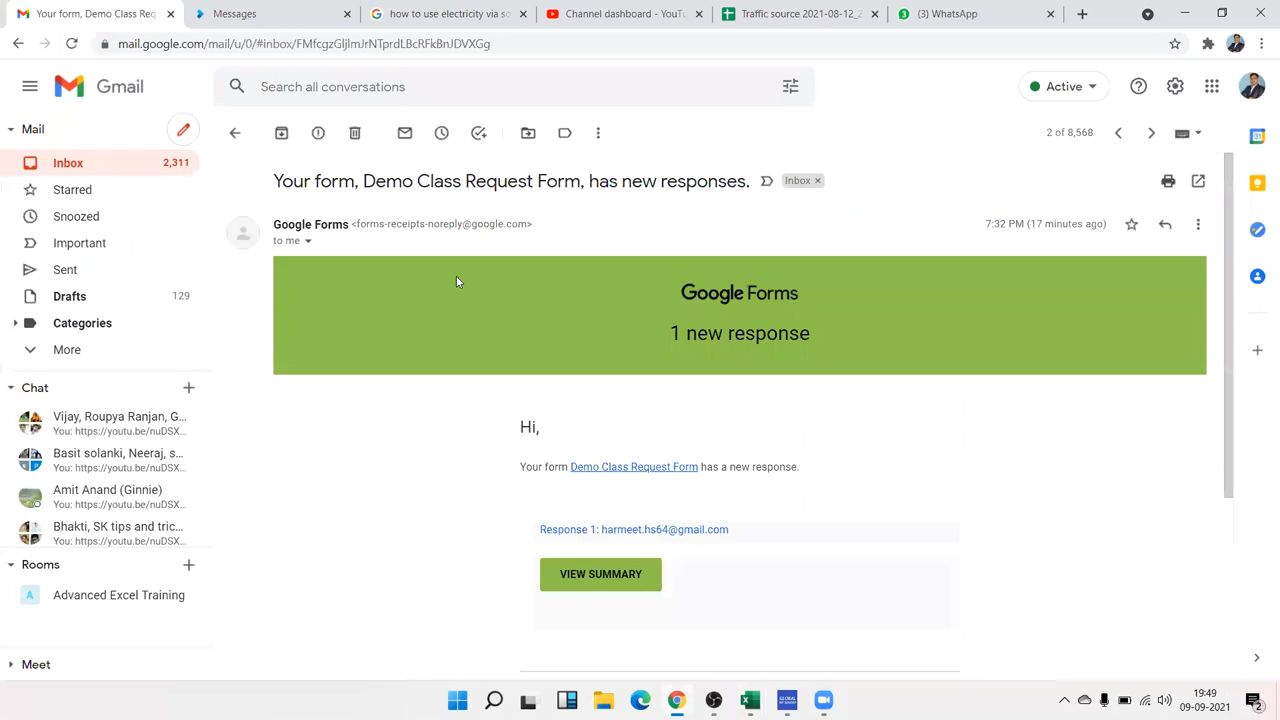 Your form, Demo Class Req
Messages
how to use electricity via so
Channel dashboard - YouTu
Traffic source 2021-08-12_2
(3) WhatsApp
mail.google.com/mail/u/0/#inbox/FMfcgzGljlmJrNTprdLBcRFkBnJDVXGg
Gmail
Search all conversations
Active
Mail
2 of 8,568
Inbox 2,311
Your form, Demo Class Request Form, has new responses.
Inbox ×
Starred
Snoozed
Google Forms <forms-receipts-noreply@google.com>
7:32 PM (17 minutes ago)
to me
Important
Sent
Drafts 129
Categories
More
Google Forms
1 new response
Chat
Vijay, Roupya Ranjan, G...
You: https://youtu.be/nuDSX...
Basit solanki, Neeraj, s...
You: https://youtu.be/nuDSX...
Amit Anand (Ginnie)
You: https://youtu.be/nuDSX...
Bhakti, SK tips and tric...
You: https://youtu.be/nuDSX...
Hi,
Your form Demo Class Request Form has a new response.
Response 1: harmeet.hs64@gmail.com
VIEW SUMMARY
Rooms
A Advanced Excel Training
Meet
19:49
09-09-2021
2